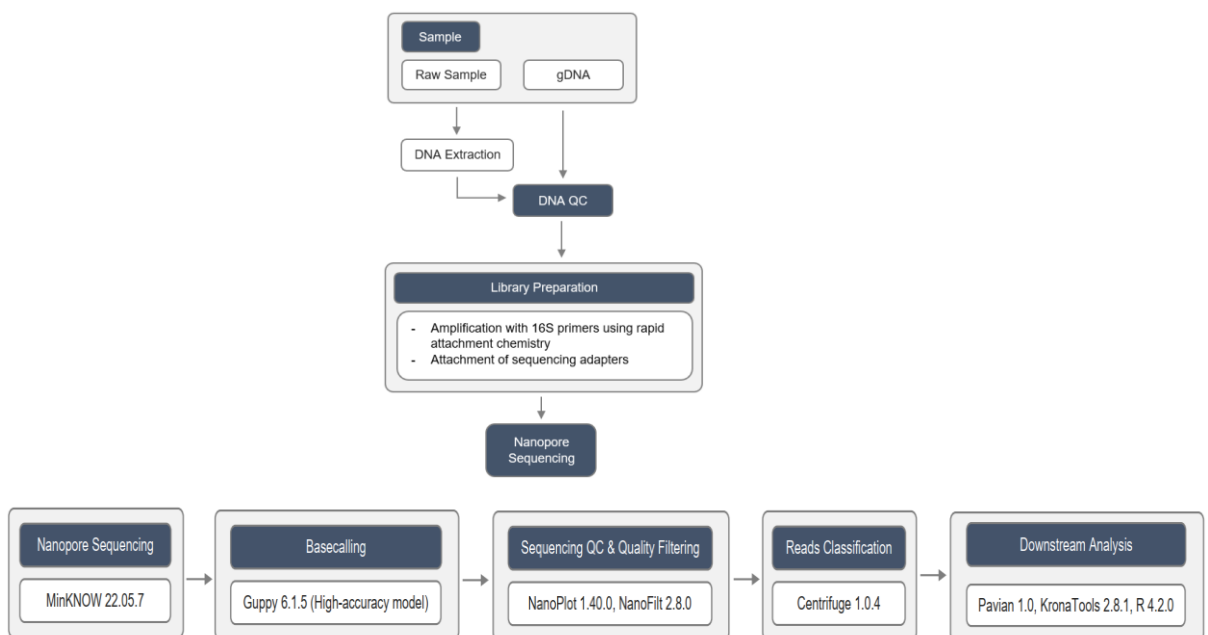 Sample
Raw Sample
gDNA
DNA Extraction
DNA QC
Library Preparation
- Amplification with 16S primers using rapid
attachment chemistry
- Attachment of sequencing adapters
Nanopore
Sequencing
Nanopore Sequencing
MinKNOW 22.05.7
Basecalling
Guppy 6.1.5 (High-accuracy model)
Sequencing QC & Quality Filtering
NanoPlot 1.40.0, NanoFilt 2.8.0
Reads Classification
Centrifuge 1.0.4
Downstream Analysis
Pavian 1.0, KronaTools 2.8.1, R 4.2.0